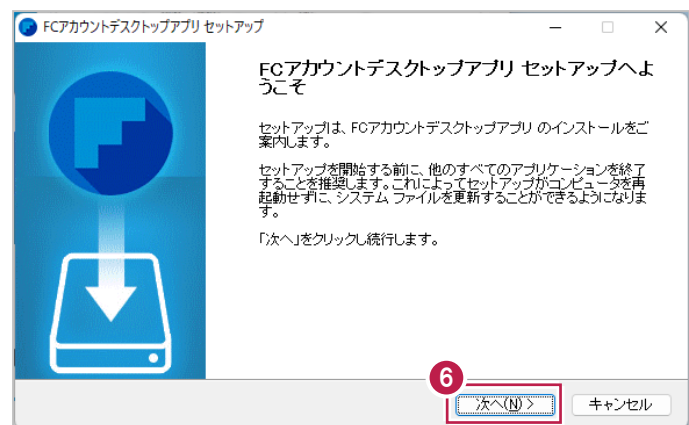 FCアカウントデスクトップアプリ セットアップ
FCアカウントデスクトップアプリ セットアップへよ
うこそ
セットアップは、FCアカウントデスクトップアプリ のインストールをご
案内します。
セットアップを開始する前に、他のすべてのアプリケーションを終了
することを推奨します。これによってセットアップがコンピュータを再
起動せずに、システム ファイルを更新することができるようになりま
す。
「次へ」をクリックし続行します。
6
次へ(N) >
キャンセル